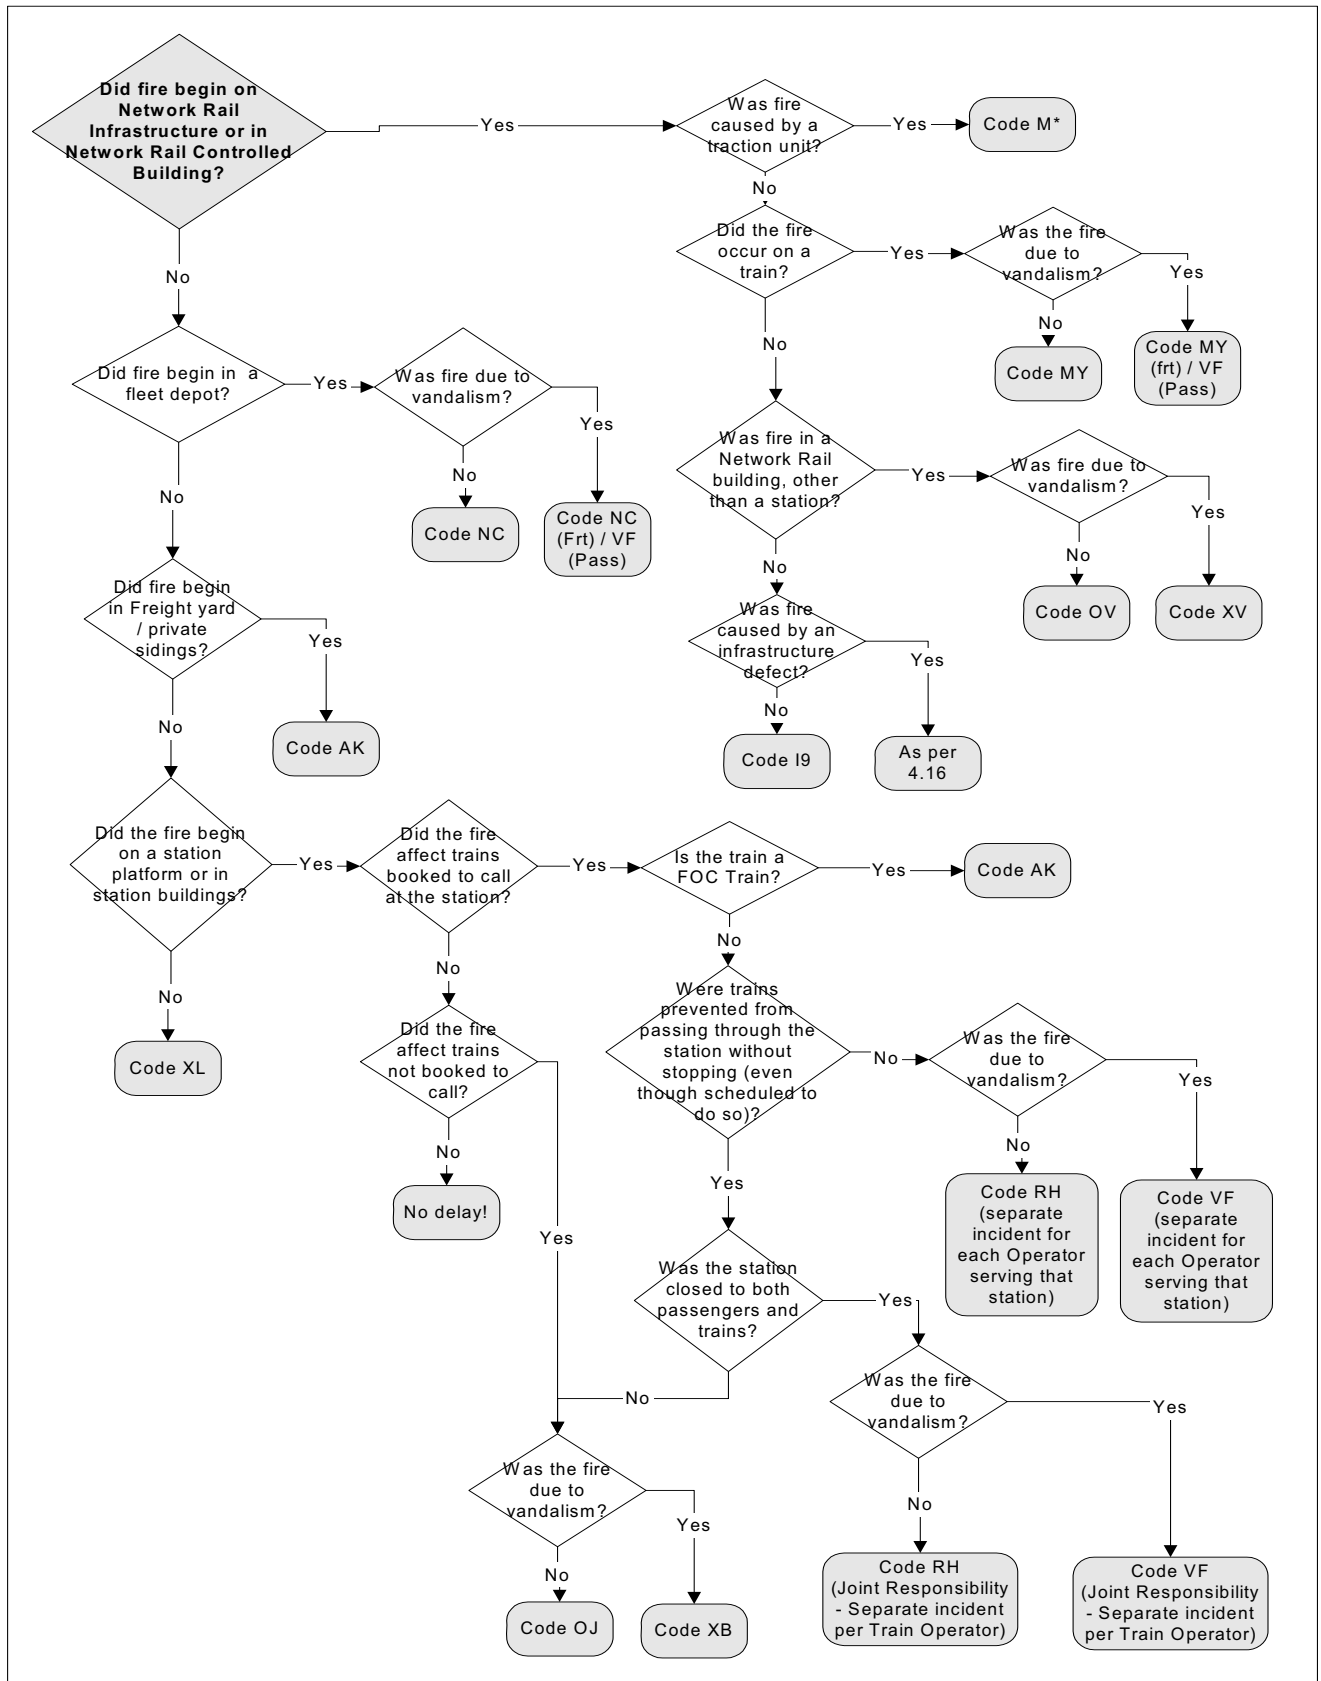 Did fire begin on
Network Rail
Infrastructure or in
Network Rail Controlled
Building?
Yes
Was fire
caused by a
traction unit?
Yes
Code M*
No
No
Did the fire
occur on a
train?
Yes
Was the fire
due to
vandalism?
Yes
No
Code MY
Code MY
(frt) / VF
(Pass)
No
Did fire begin in a
fleet depot?
Yes
Was fire due to
vandalism?
Yes
No
Code NC
Code NC
(Frt) / VF
(Pass)
No
Was fire in a
Network Rail
building, other
than a station?
Yes
Was fire due to
vandalism?
Yes
No
Code OV
Code XV
No
Was fire
caused by an
infrastructure
defect?
Yes
No
Code I9
As per
4.16
Did fire begin
in Freight yard
/ private
sidings?
Yes
Code AK
No
Did the fire begin
on a station
platform or in
station buildings?
Yes
No
Code XL
Did the fire
affect trains
booked to call
at the station?
Yes
Is the train a
FOC Train?
Yes
Code AK
No
No
Did the fire
affect trains
not booked to
call?
No
No delay!
Yes
Were trains
prevented from
passing through the
station without
stopping (even
though scheduled to
do so)?
No
Was the fire
due to
vandalism?
Yes
No
Code RH
(separate
incident for
each Operator
serving that
station)
Code VF
(separate
incident for
each Operator
serving that
station)
Yes
Was the station
closed to both
passengers and
trains?
Yes
No
Was the fire
due to
vandalism?
Yes
No
Code RH
(Joint Responsibility
- Separate incident
per Train Operator)
Code VF
(Joint Responsibility
- Separate incident
per Train Operator)
Was the fire
due to
vandalism?
Yes
No
Code OJ
Code XB